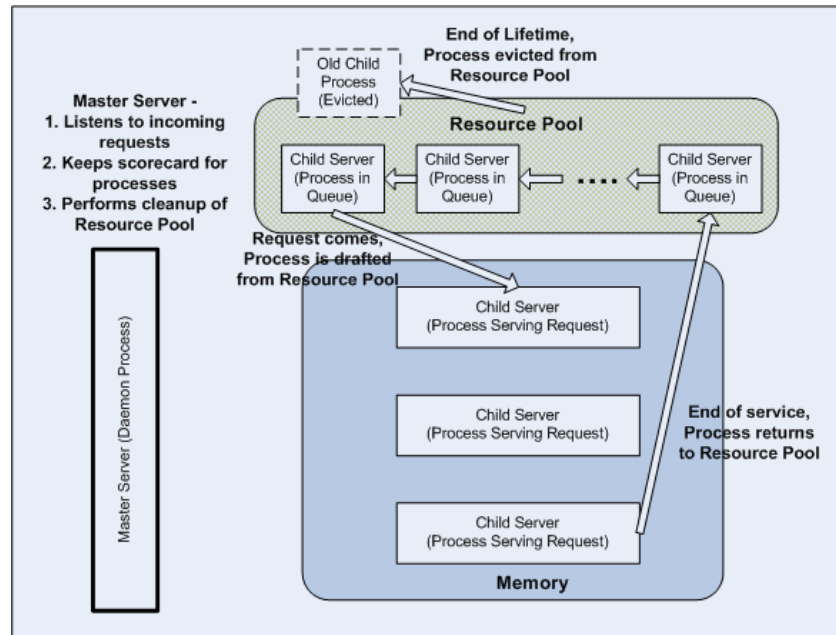 End of Lifetime,
Process evicted from
Resource Pool
Old Child
Process
(Evicted)
Master Server -
1. Listens to incoming
requests
2. Keeps scorecard for
processes
3. Performs cleanup of
Resource Pool
Resource Pool
Child Server
(Process in
Queue)
Child Server
(Process in
Queue)
....
Child Server
(Process in
Queue)
Request comes,
Process is drafted
from Resource Pool
Child Server
(Process Serving Request)
Child Server
(Process Serving Request)
Child Server
(Process Serving Request)
Memory
End of service,
Process returns
to Resource Pool
Master Server (Daemon Process)